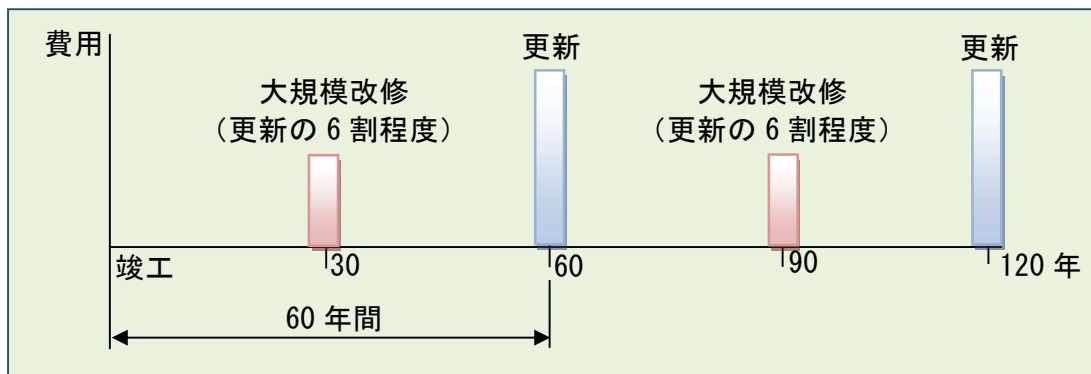 費用
更新
更新
大規模改修
（更新の 6 割程度）
大規模改修
（更新の 6 割程度）
竣工
30
60
90
120 年
60 年間